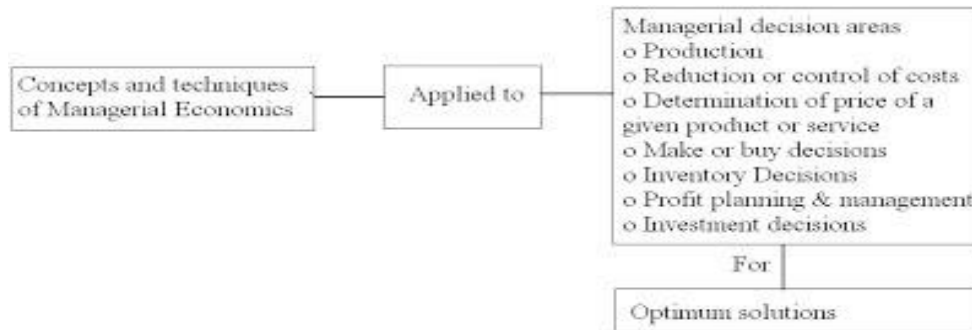 Concepts and techniques
of Managerial Economics
Applied to
Managerial decision areas
o Production
o Reduction or control of costs
o Determination of price of a
given product or service
o Make or buy decisions
o Inventory Decisions
o Profit planning & management
o Investment decisions
For
Optimum solutions